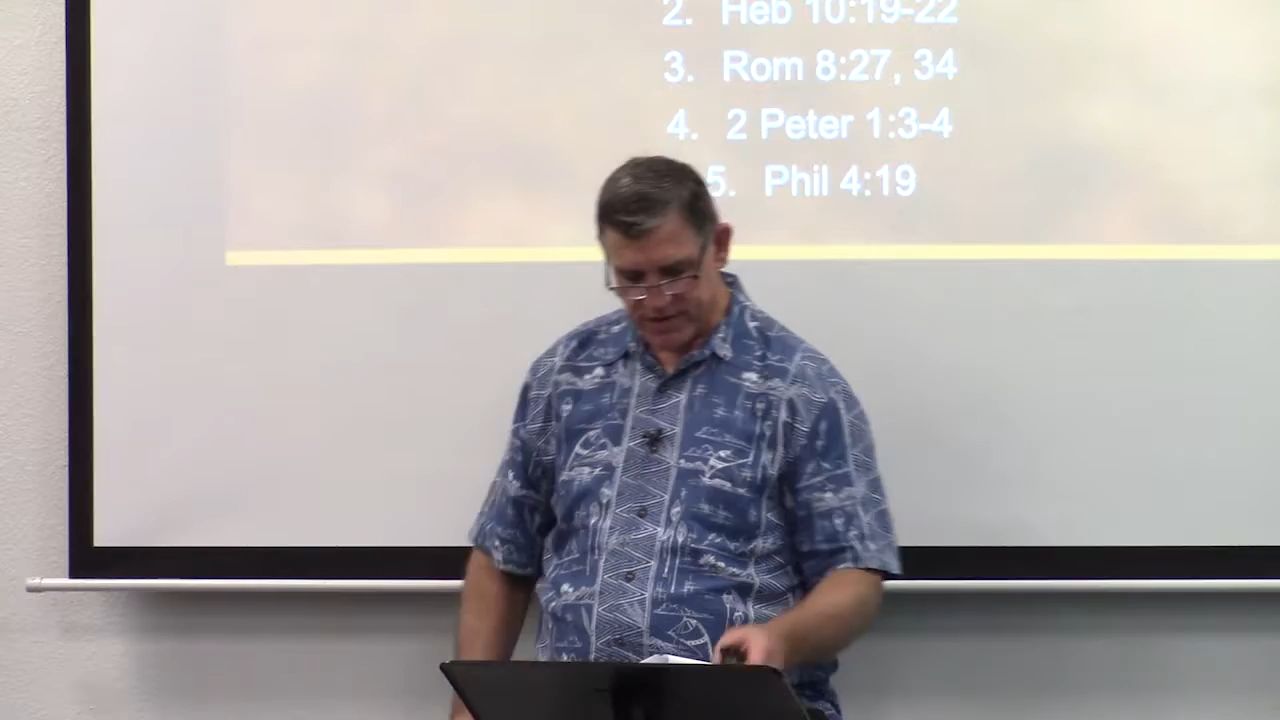 2. Heb 10:19-22
3. Rom 8:27, 34
4. 2 Peter 1:3-4
5. Phil 4:19